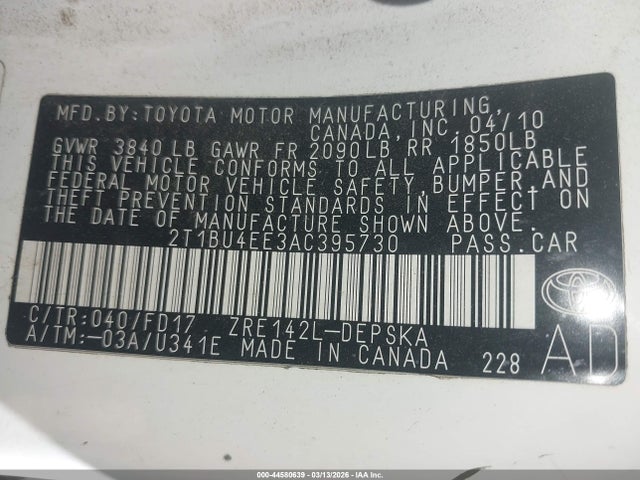 MFD.BY:TOYOTA MOTOR MANUFACTURING,
CANADA,INC. 04/10
GVWR 3840 LB GAWR FR 2090LB, RR 1850LB
THIS VEHICLE CONFORMS TO ALL APPLICABLE
FEDERAL MOTOR VEHICLE SAFETY,BUMPER,AND
THEFT PREVENTION STANDARDS IN EFFECT ON
THE DATE OF MANUFACTURE SHOWN ABOVE.
2T1BU4EE3AC395730 PASS.CAR
C/TR:040/FD17 ZRE142L-DEPSKA
A/TM:-03A/U341E MADE IN CANADA 228
AD
000-44580639 - 03/13/2026 - IAA Inc.